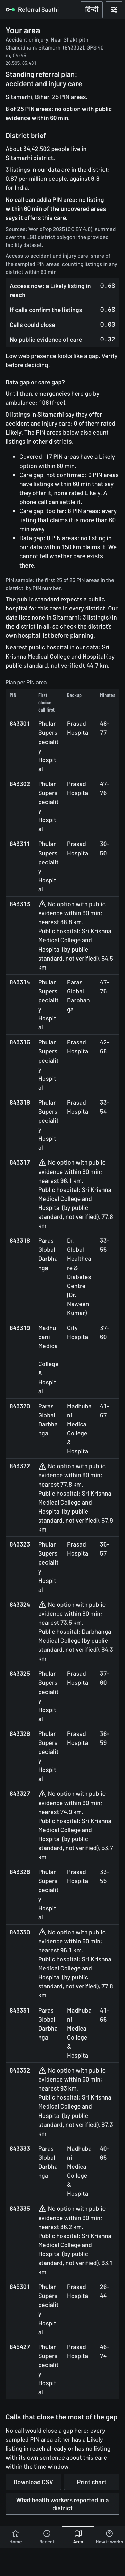 Referral Saathi
हिन्दी
Your area
Accident or injury. Near Shaktipith
Chandidham, Sitamarhi (843302). GPS 40
m, 04:45
26.595, 85.481
Standing referral plan:
accident and injury care
Sitamarhi, Bihar. 25 PIN areas.
8 of 25 PIN areas: no option with public
evidence within 60 min.
District brief
About 34,42,502 people live in
Sitamarhi district.
3 listings in our data are in the district:
0.87 per million people, against 6.8
for India.
No call can add a PIN area: no listing
within 60 min of the uncovered areas
says it offers this care.
Sources: WorldPop 2025 (CC BY 4.0), summed
over the LGD district polygon; the provided
facility dataset.
Access to accident and injury care, share of
the sampled PIN areas, counting listings in any
district within 60 min
Access now: a Likely listing in
reach
0.68
If calls confirm the listings 0.68
Calls could close 0.00
No public evidence of care 0.32
Low web presence looks like a gap. Verify
before deciding.
Data gap or care gap?
Until then, emergencies here go by
ambulance: 108 (free).
0 listings in Sitamarhi say they offer
accident and injury care; 0 of them rated
Likely. The PIN areas below also count
listings in other districts.
• Covered: 17 PIN areas have a Likely
option within 60 min.
• Care gap, not confirmed: 0 PIN areas
have listings within 60 min that say
they offer it, none rated Likely. A
phone call can settle it.
• Care gap, too far: 8 PIN areas: every
listing that claims it is more than 60
min away.
• Data gap: 0 PIN areas: no listing in
our data within 150 km claims it. We
cannot tell whether care exists
there.
PIN sample: the first 25 of 25 PIN areas in the
district, by PIN number.
The public standard expects a public
hospital for this care in every district. Our
data lists none in Sitamarhi: 3 listing(s) in
the district in all, so check the district's
own hospital list before planning.
Nearest public hospital in our data: Sri
Krishna Medical College and Hospital (by
public standard, not verified), 44.7 km.
Plan per PIN area
PIN First choice: call first Backup Minutes
843301 Phular Superspeciality Hospital Prasad Hospital 48-77
843302 Phular Superspeciality Hospital Prasad Hospital 47-76
843311 Phular Superspeciality Hospital Prasad Hospital 30-50
843313 No option with public
evidence within 60 min;
nearest 88.8 km.
Public hospital: Sri Krishna
Medical College and Hospital
(by public standard, not verified), 64.5
km
843314 Phular Superspeciality Hospital Paras Global Darbhanga 47-75
843315 Phular Superspeciality Hospital Prasad Hospital 42-68
843316 Phular Superspeciality Hospital Prasad Hospital 33-54
843317 No option with public
evidence within 60 min;
nearest 96.1 km.
Public hospital: Sri Krishna
Medical College and Hospital
(by public standard, not verified), 77.8
km
843318 Paras Global Darbhanga Dr. Global Healthcare & Diabetes Centre (Dr. Naween Kumar) 33-55
843319 Madhubani Medical College & Hospital City Hospital 37-60
843320 Paras Global Darbhanga Madhubani Medical College & Hospital 41-67
843322 No option with public
evidence within 60 min;
nearest 77.8 km.
Public hospital: Sri Krishna
Medical College and Hospital
(by public standard, not verified), 57.9
km
843323 Phular Superspeciality Hospital Prasad Hospital 35-57
843324 No option with public
evidence within 60 min;
nearest 73.5 km.
Public hospital: Darbhanga
Medical College (by public
standard, not verified), 64.3
km
843325 Phular Superspeciality Hospital Prasad Hospital 37-60
843326 Phular Superspeciality Hospital Prasad Hospital 36-59
843327 No option with public
evidence within 60 min;
nearest 74.9 km.
Public hospital: Sri Krishna
Medical College and Hospital
(by public standard, not verified), 53.7
km
843328 Phular Superspeciality Hospital Prasad Hospital 33-55
843330 No option with public
evidence within 60 min;
nearest 96.1 km.
Public hospital: Sri Krishna
Medical College and Hospital
(by public standard, not verified), 77.8
km
843331 Paras Global Darbhanga Madhubani Medical College & Hospital 41-66
843332 No option with public
evidence within 60 min;
nearest 93 km.
Public hospital: Sri Krishna
Medical College and Hospital
(by public standard, not verified), 67.3
km
843333 Paras Global Darbhanga Madhubani Medical College & Hospital 40-65
843335 No option with public
evidence within 60 min;
nearest 86.2 km.
Public hospital: Sri Krishna
Medical College and Hospital
(by public standard, not verified), 63.1
km
845301 Phular Superspeciality Hospital Prasad Hospital 26-44
845427 Phular Superspeciality Hospital Prasad Hospital 46-74
Calls that close the most of the gap
No call would close a gap here: every
sampled PIN area either has a Likely
listing in reach already or has no listing
with its own sentence about this care
within the time window.
Download CSV
Print chart
What health workers reported in a
district
Home
Recent
Area
How it works